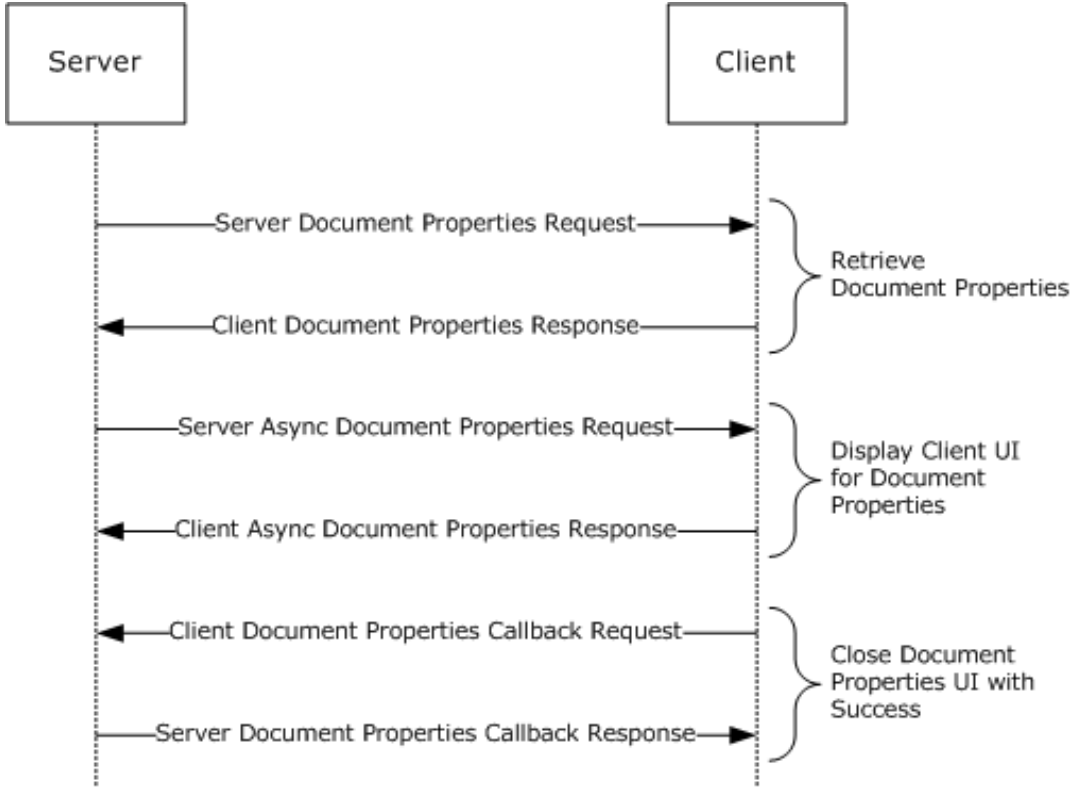 Server
Client
Server Document Properties Request
Retrieve
Document Properties
Client Document Properties Response
Server Async Document Properties Request
Display Client UI
for Document
Properties
Client Async Document Properties Response
Client Document Properties Callback Request
Close Document
Properties UI with
Success
Server Document Properties Callback Response